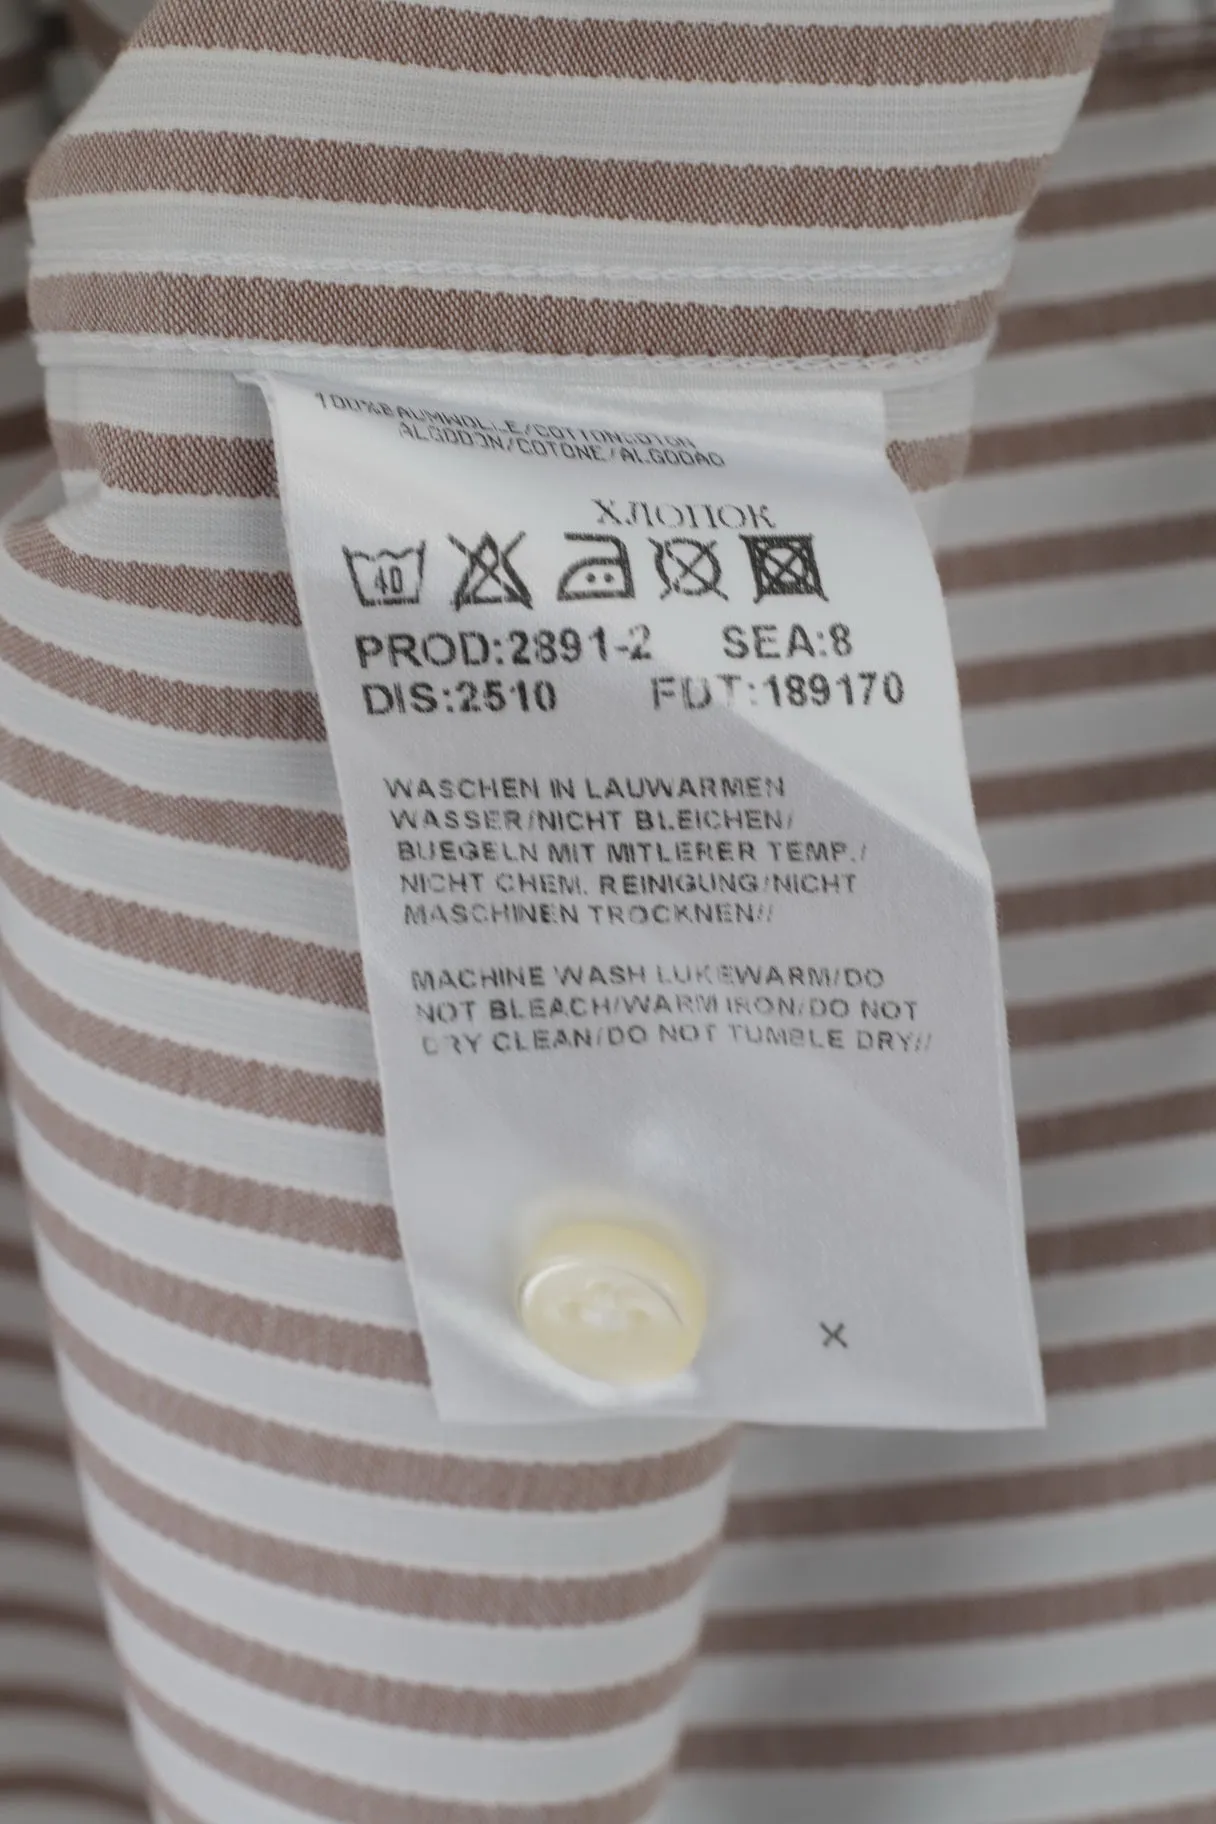 100%BAUMWOLLE/COTTON/COTON
ALGODON/COTONE/ALGODAO
ХЛОПОК
40
PROD:2891-2 SEA:8
DIS:2510 FDT:189170
WASCHEN IN LAUWARMEN
WASSER/NICHT BLEICHEN/
BUEGELN MIT MITLERER TEMP./
NICHT CHEM. REINIGUNG/NICHT
MASCHINEN TROCKNEN//
MACHINE WASH LUKEWARM/DO
NOT BLEACH/WARM IRON/DO NOT
DRY CLEAN/DO NOT TUMBLE DRY//
X